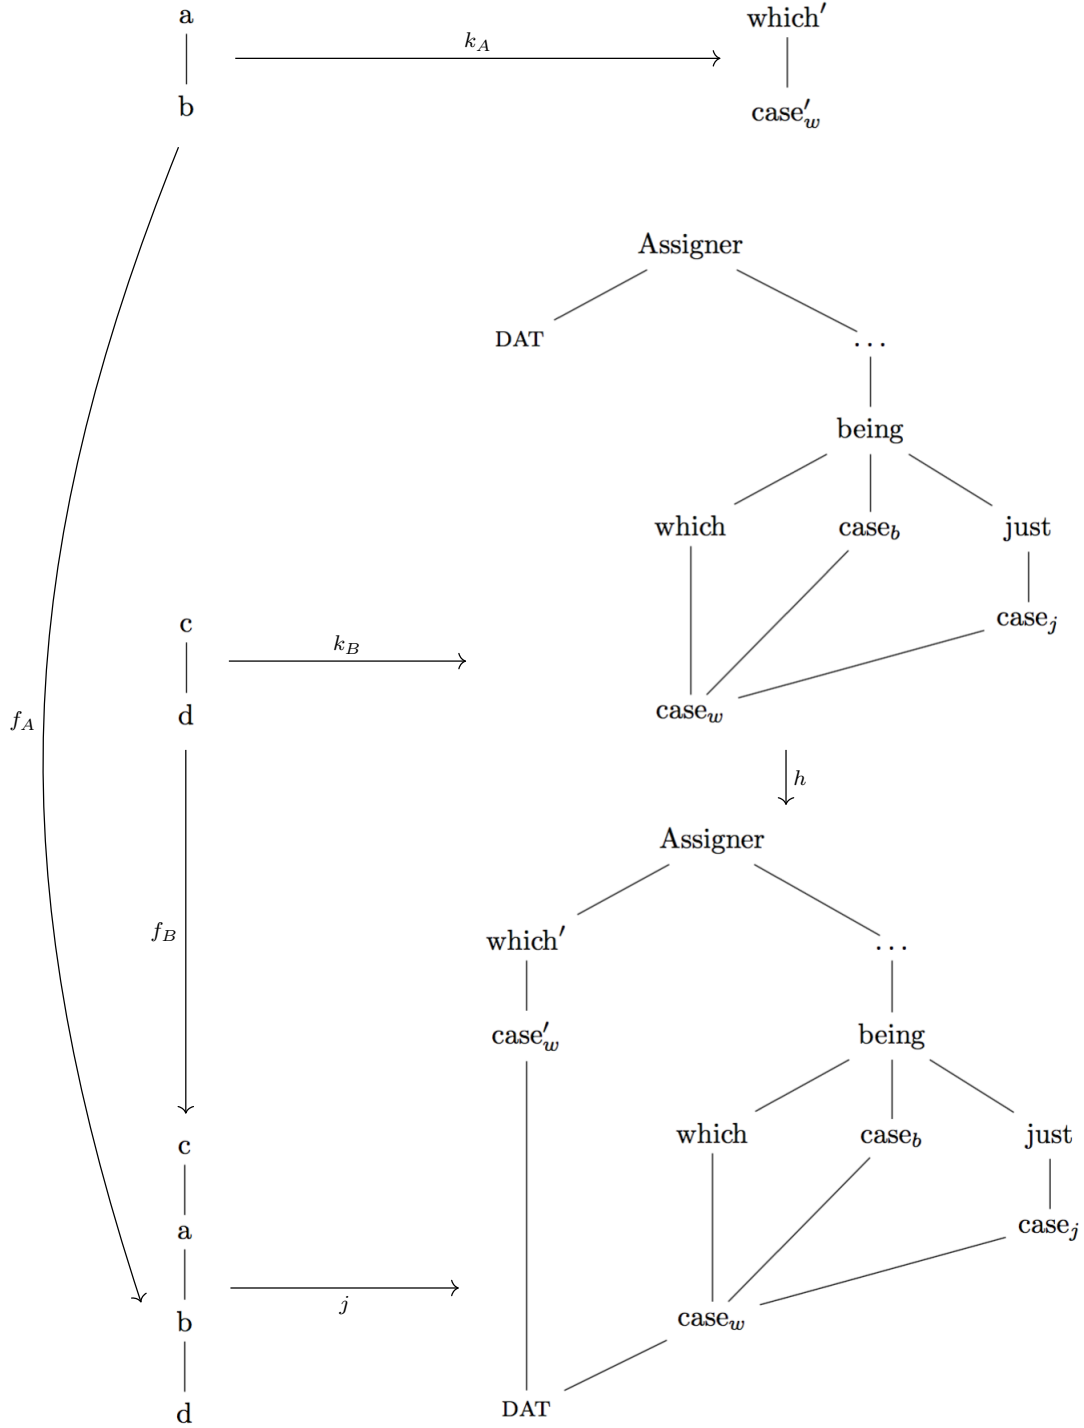 a which′
k_A
b case′_w
Assigner
DAT ...
being
which case_b just
c case_j
k_B
d case_w
f_A
h
Assigner
f_B which′ ...
case′_w being
c which case_b just
a case_j
j
b case_w
d DAT